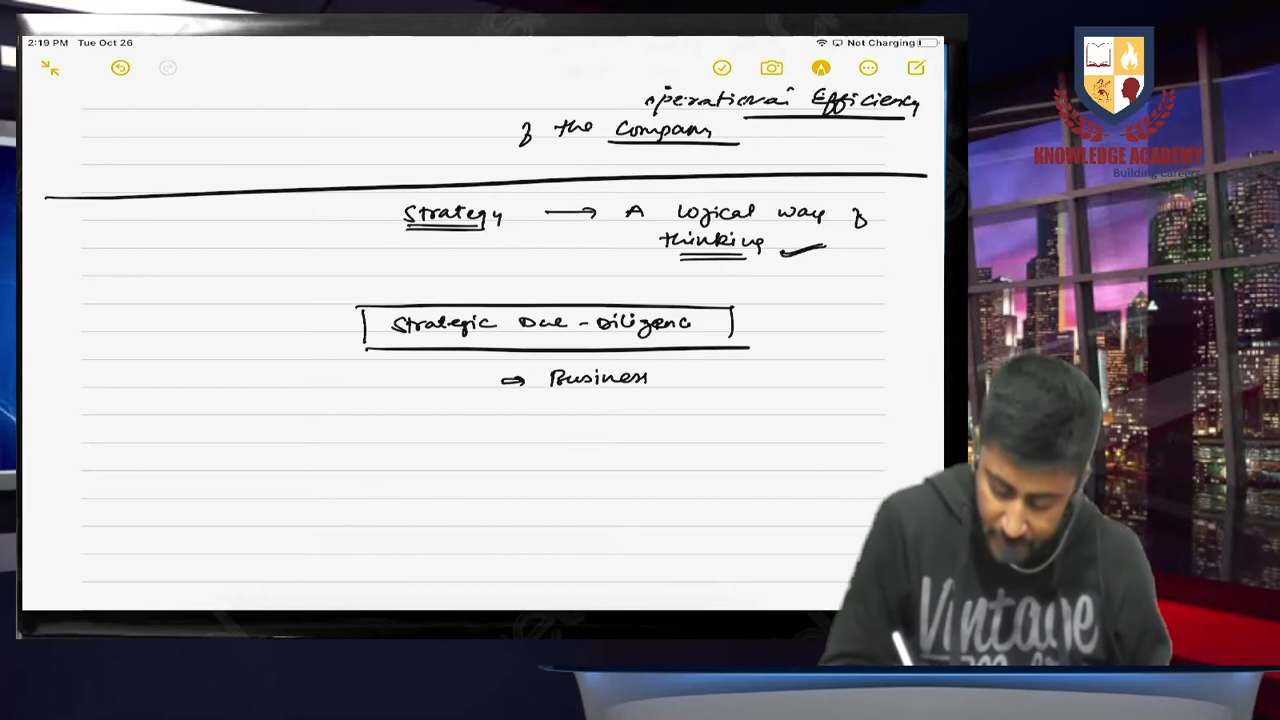 2:19 PM Tue Oct 26
Not Charging
operational Efficiency
of the Company
Strategy → A logical way of
thinking ✓
Strategic Due - Diligenc
⇒ Business
KNOWLEDGE ACADEMY
Building Careers
Vintage